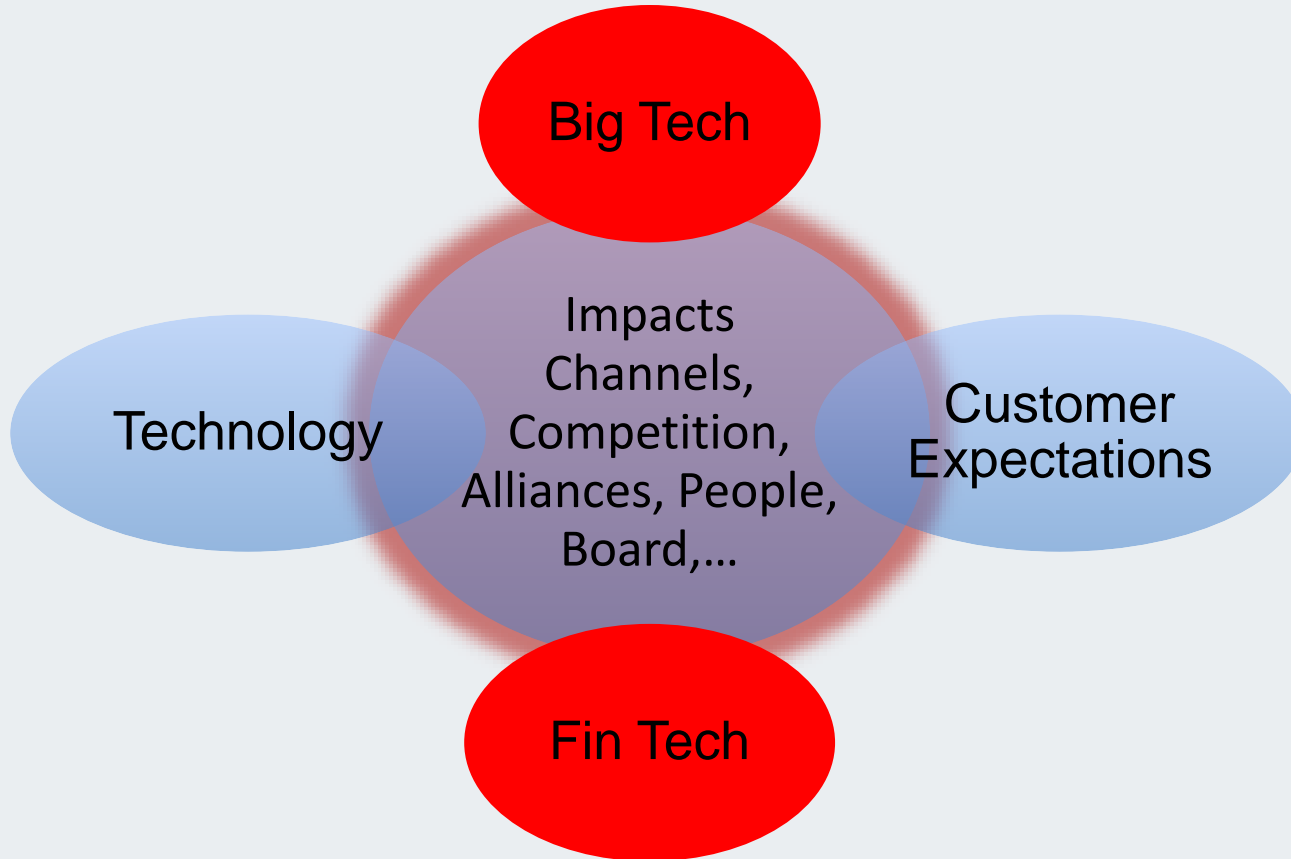 Big Tech
Impacts
Channels,
Competition,
Alliances, People,
Board,...
Technology
Customer
Expectations
Fin Tech